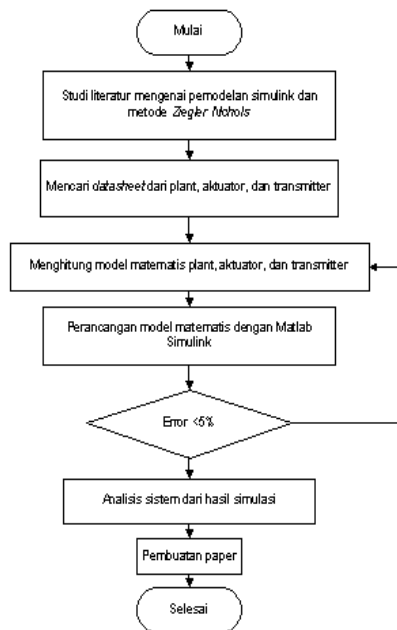 Mulai
Studi literatur mengenai pemodelan simulink dan
metode Ziegler Nichols
Mencari datasheet dari plant, aktuator, dan transmitter
Menghitung model matematis plant, aktuator, dan transmitter
Perancangan model matematis dengan Matlab
Simulink
Error <5%
Analisis sistem dari hasil simulasi
Pembuatan paper
Selesai